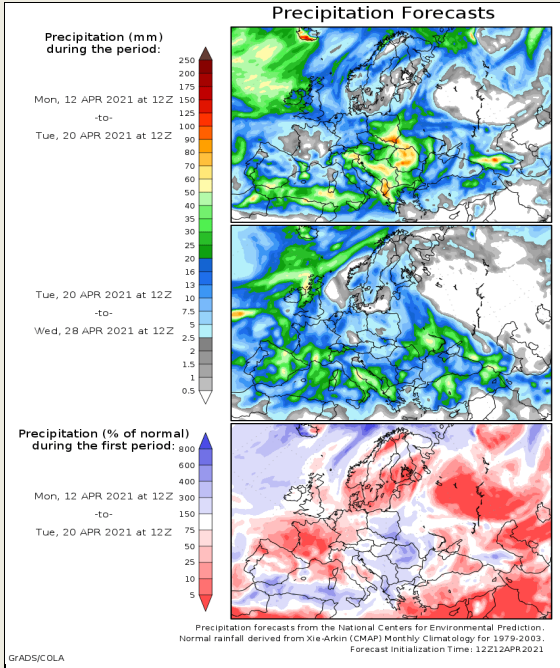 Precipitation Forecasts
Precipitation (mm)
during the period:
Mon, 12 APR 2021 at 12Z
-to-
Tue, 20 APR 2021 at 12Z
250
200
175
150
125
100
90
80
70
60
50
40
35
30
25
20
16
13
10
7.5
5
2.5
2
1.5
1
0.5
Tue, 20 APR 2021 at 12Z
-to-
Wed, 28 APR 2021 at 12Z
Precipitation (% of normal)
during the first period:
Mon, 12 APR 2021 at 12Z
-to-
Tue, 20 APR 2021 at 12Z
800
600
400
300
150
75
50
25
10
5
Precipitation forecasts from the National Centers for Environmental Prediction.
Normal rainfall derived from Xie-Arkin (CMAP) Monthly Climatology for 1979-2003.
Forecast Initialization Time: 12Z12APR2021
GrADS/COLA